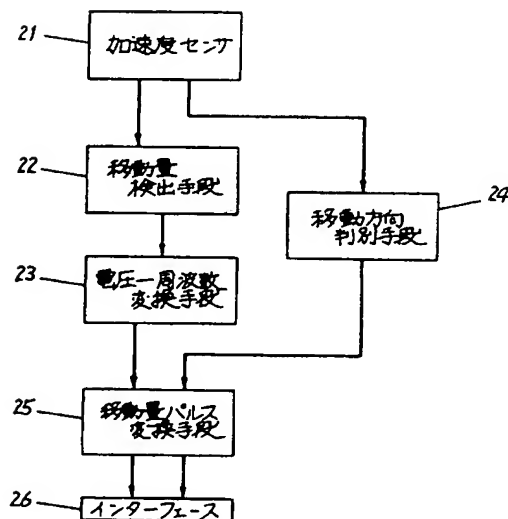 21
加速度センサ
22
移動量
検出手段
24
移動方向
判別手段
23
電圧一周波数
変換手段
25
移動量パルス
変換手段
26
インターフェース